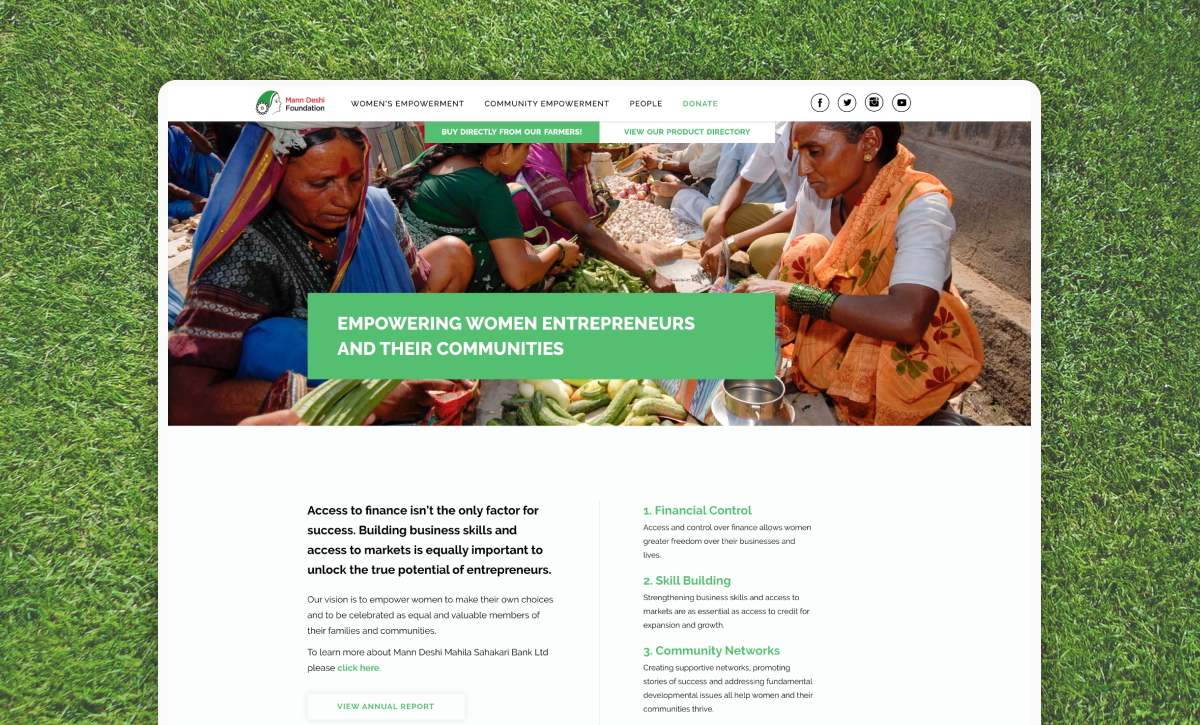 Mann Deshi
Foundation
WOMEN'S EMPOWERMENT
COMMUNITY EMPOWERMENT
PEOPLE
DONATE
BUY DIRECTLY FROM OUR FARMERS!
VIEW OUR PRODUCT DIRECTORY
EMPOWERING WOMEN ENTREPRENEURS
AND THEIR COMMUNITIES
Access to finance isn't the only factor for
success. Building business skills and
access to markets is equally important to
unlock the true potential of entrepreneurs.
Our vision is to empower women to make their own choices
and to be celebrated as equal and valuable members of
their families and communities.
To learn more about Mann Deshi Mahila Sahakari Bank Ltd
please click here.
VIEW ANNUAL REPORT
1. Financial Control
Access and control over finance allows women
greater freedom over their businesses and
lives.
2. Skill Building
Strengthening business skills and access to
markets are as essential as access to credit for
expansion and growth.
3. Community Networks
Creating supportive networks, promoting
stories of success and addressing fundamental
developmental issues all help women and their
communities thrive.